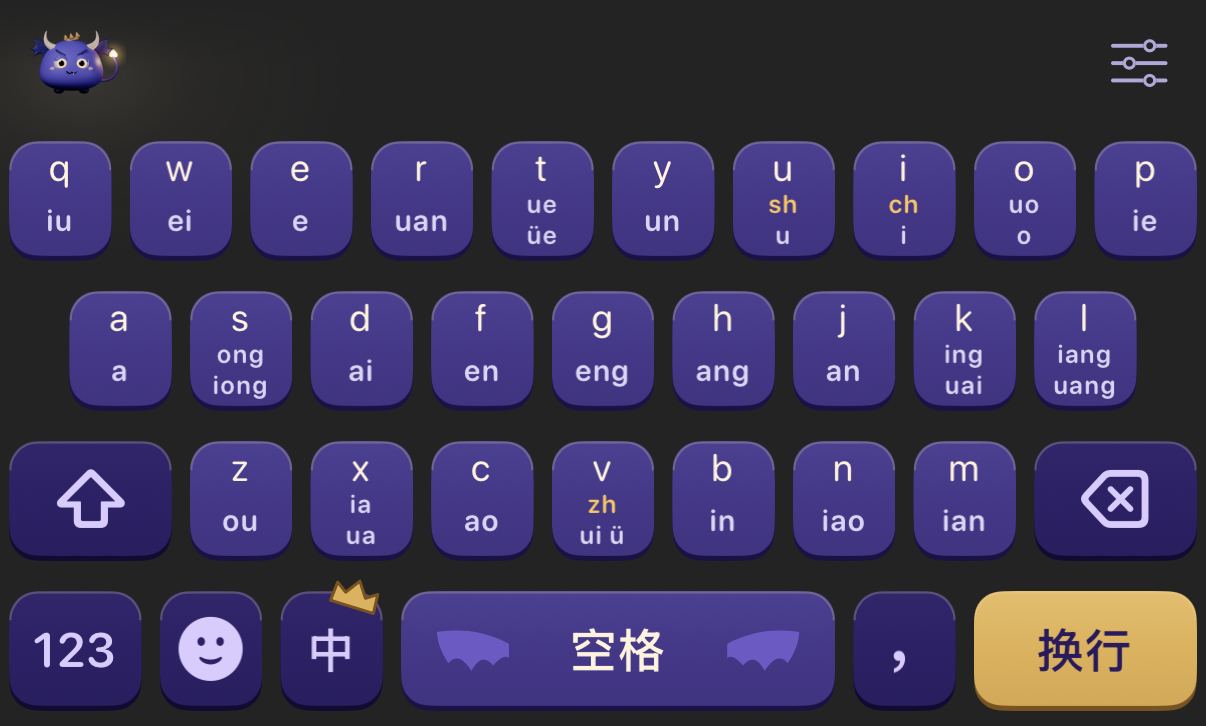 q w e r t y u i o p
iu ei e uan ue üe un sh u ch i uo o ie
a s d f g h j k l
a ong iong ai en eng ang an ing uai iang uang
z x c v b n m
ou ia ua ao zh ui ü in iao ian
123 中 空格 , 换行